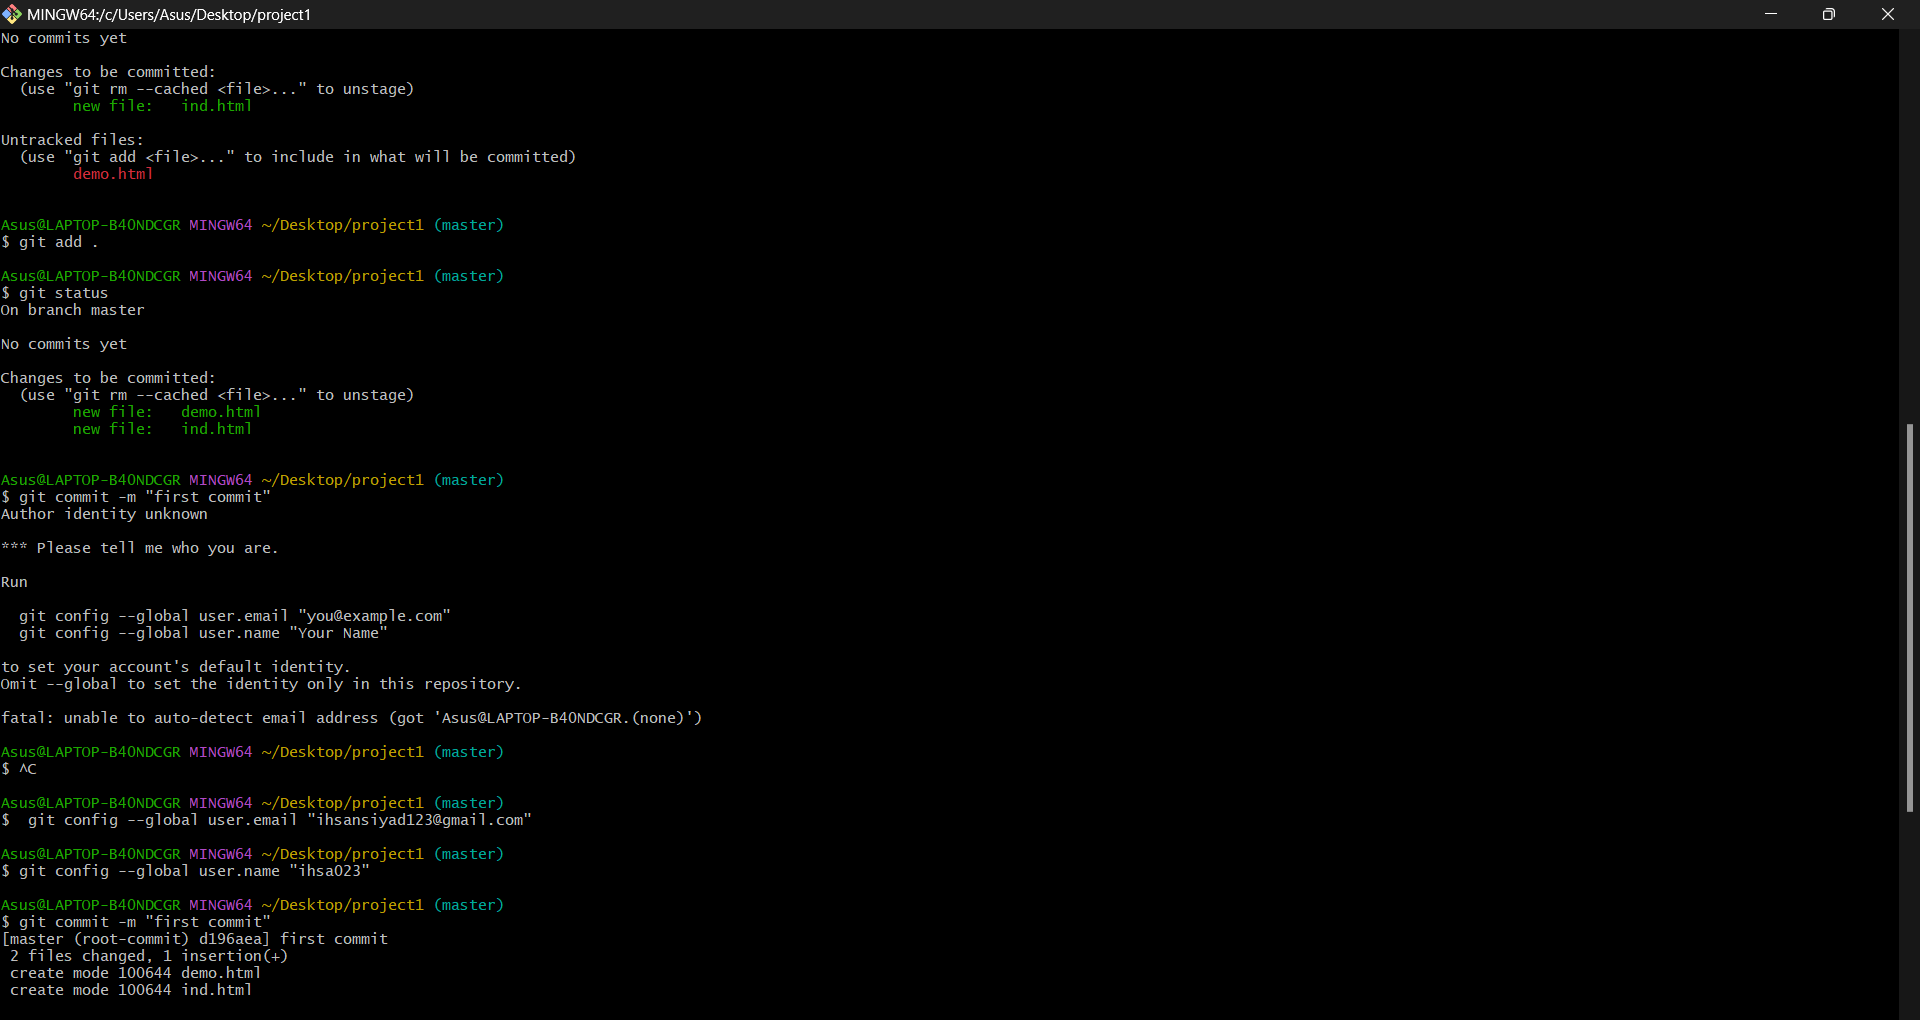 MINGW64:/c/Users/Asus/Desktop/project1
No commits yet
Changes to be committed:
(use "git rm --cached <file>..." to unstage)
new file: ind.html
Untracked files:
(use "git add <file>..." to include in what will be committed)
demo.html
Asus@LAPTOP-B4ONDCGR MINGW64 ~/Desktop/project1 (master)
$ git add .
Asus@LAPTOP-B4ONDCGR MINGW64 ~/Desktop/project1 (master)
$ git status
On branch master
No commits yet
Changes to be committed:
(use "git rm --cached <file>..." to unstage)
new file: demo.html
new file: ind.html
Asus@LAPTOP-B4ONDCGR MINGW64 ~/Desktop/project1 (master)
$ git commit -m "first commit"
Author identity unknown
*** Please tell me who you are.
Run
git config --global user.email "you@example.com"
git config --global user.name "Your Name"
to set your account's default identity.
Omit --global to set the identity only in this repository.
fatal: unable to auto-detect email address (got 'Asus@LAPTOP-B4ONDCGR.(none)')
Asus@LAPTOP-B4ONDCGR MINGW64 ~/Desktop/project1 (master)
$ ^C
Asus@LAPTOP-B4ONDCGR MINGW64 ~/Desktop/project1 (master)
$ git config --global user.email "ihsansiyad123@gmail.com"
Asus@LAPTOP-B4ONDCGR MINGW64 ~/Desktop/project1 (master)
$ git config --global user.name "ihsa023"
Asus@LAPTOP-B4ONDCGR MINGW64 ~/Desktop/project1 (master)
$ git commit -m "first commit"
[master (root-commit) d196aea] first commit
2 files changed, 1 insertion(+)
create mode 100644 demo.html
create mode 100644 ind.html